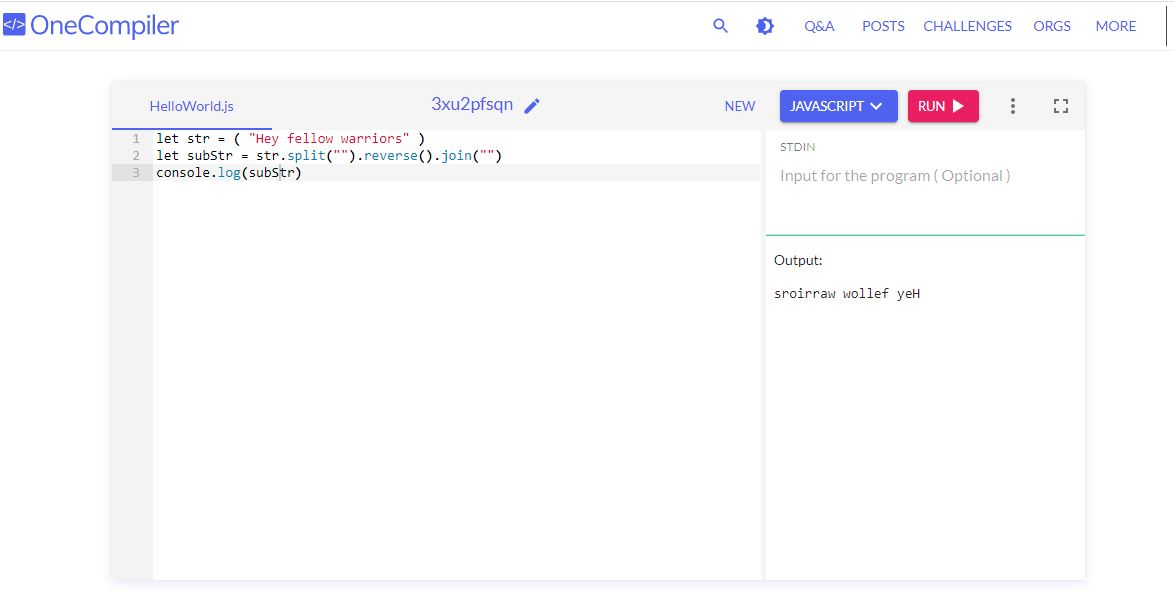 </> OneCompiler
Q&A POSTS CHALLENGES ORGS MORE
HelloWorld.js 3xu2pfsqn NEW JAVASCRIPT RUN
1 let str = ( "Hey fellow warriors" )
2 let subStr = str.split("").reverse().join("")
3 console.log(subStr)
STDIN
Input for the program ( Optional )
Output:
sroirraw wollef yeH